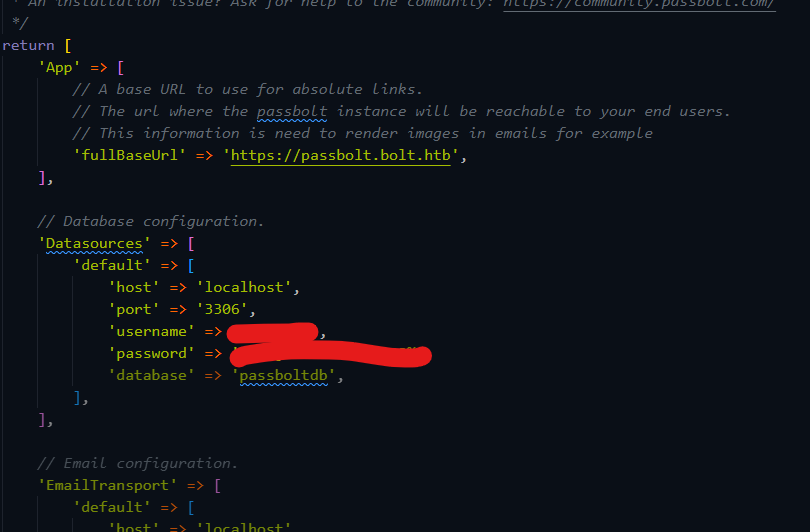 * An installation issue? Ask for help to the community: https://community.passbolt.com/
*/
return [
'App' => [
// A base URL to use for absolute links.
// The url where the passbolt instance will be reachable to your end users.
// This information is need to render images in emails for example
'fullBaseUrl' => 'https://passbolt.bolt.htb',
],
// Database configuration.
'Datasources' => [
'default' => [
'host' => 'localhost',
'port' => '3306',
'username' => ,
'password' => '
'database' => 'passboltdb',
],
],
// Email configuration.
'EmailTransport' => [
'default' => [
'host' => 'localhost'